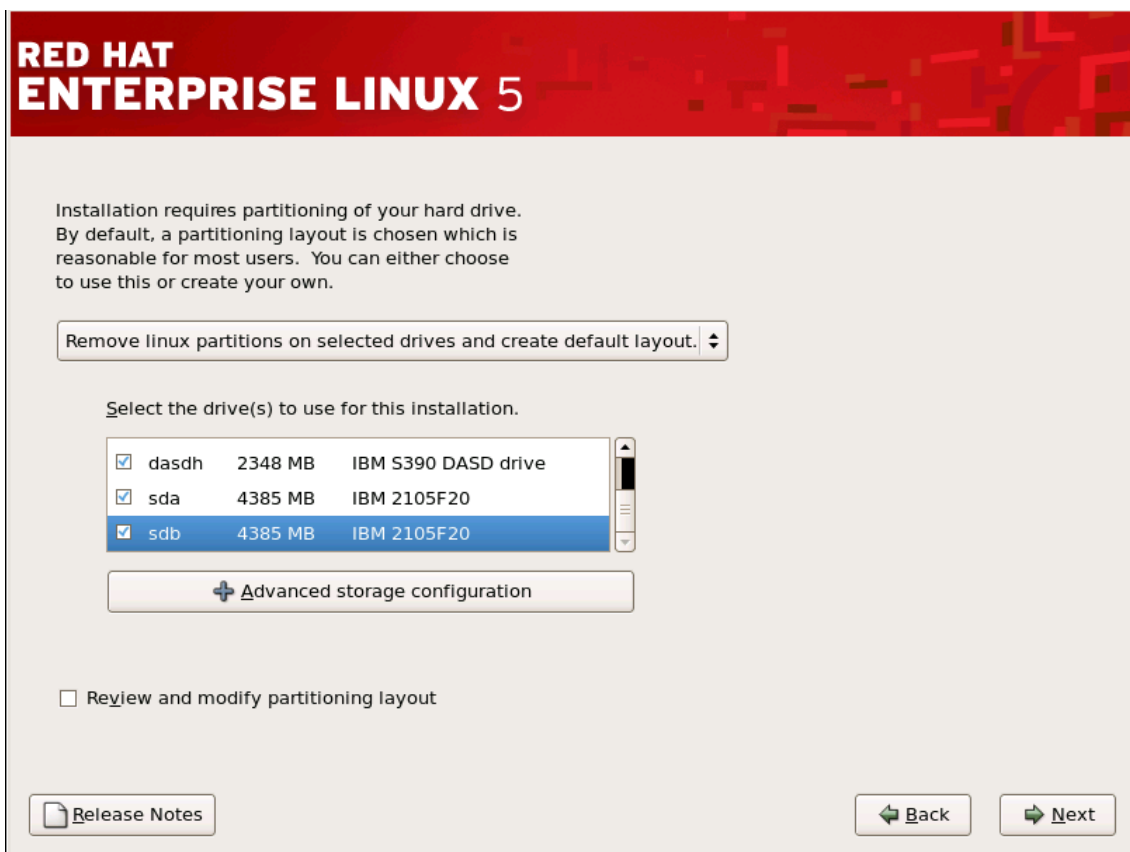 RED HAT
ENTERPRISE LINUX 5
Installation requires partitioning of your hard drive.
By default, a partitioning layout is chosen which is
reasonable for most users.  You can either choose
to use this or create your own.
Remove linux partitions on selected drives and create default layout.
Select the drive(s) to use for this installation.
dasdh 2348 MB IBM S390 DASD drive
sda 4385 MB IBM 2105F20
sdb 4385 MB IBM 2105F20
Advanced storage configuration
Review and modify partitioning layout
Release Notes
Back
Next